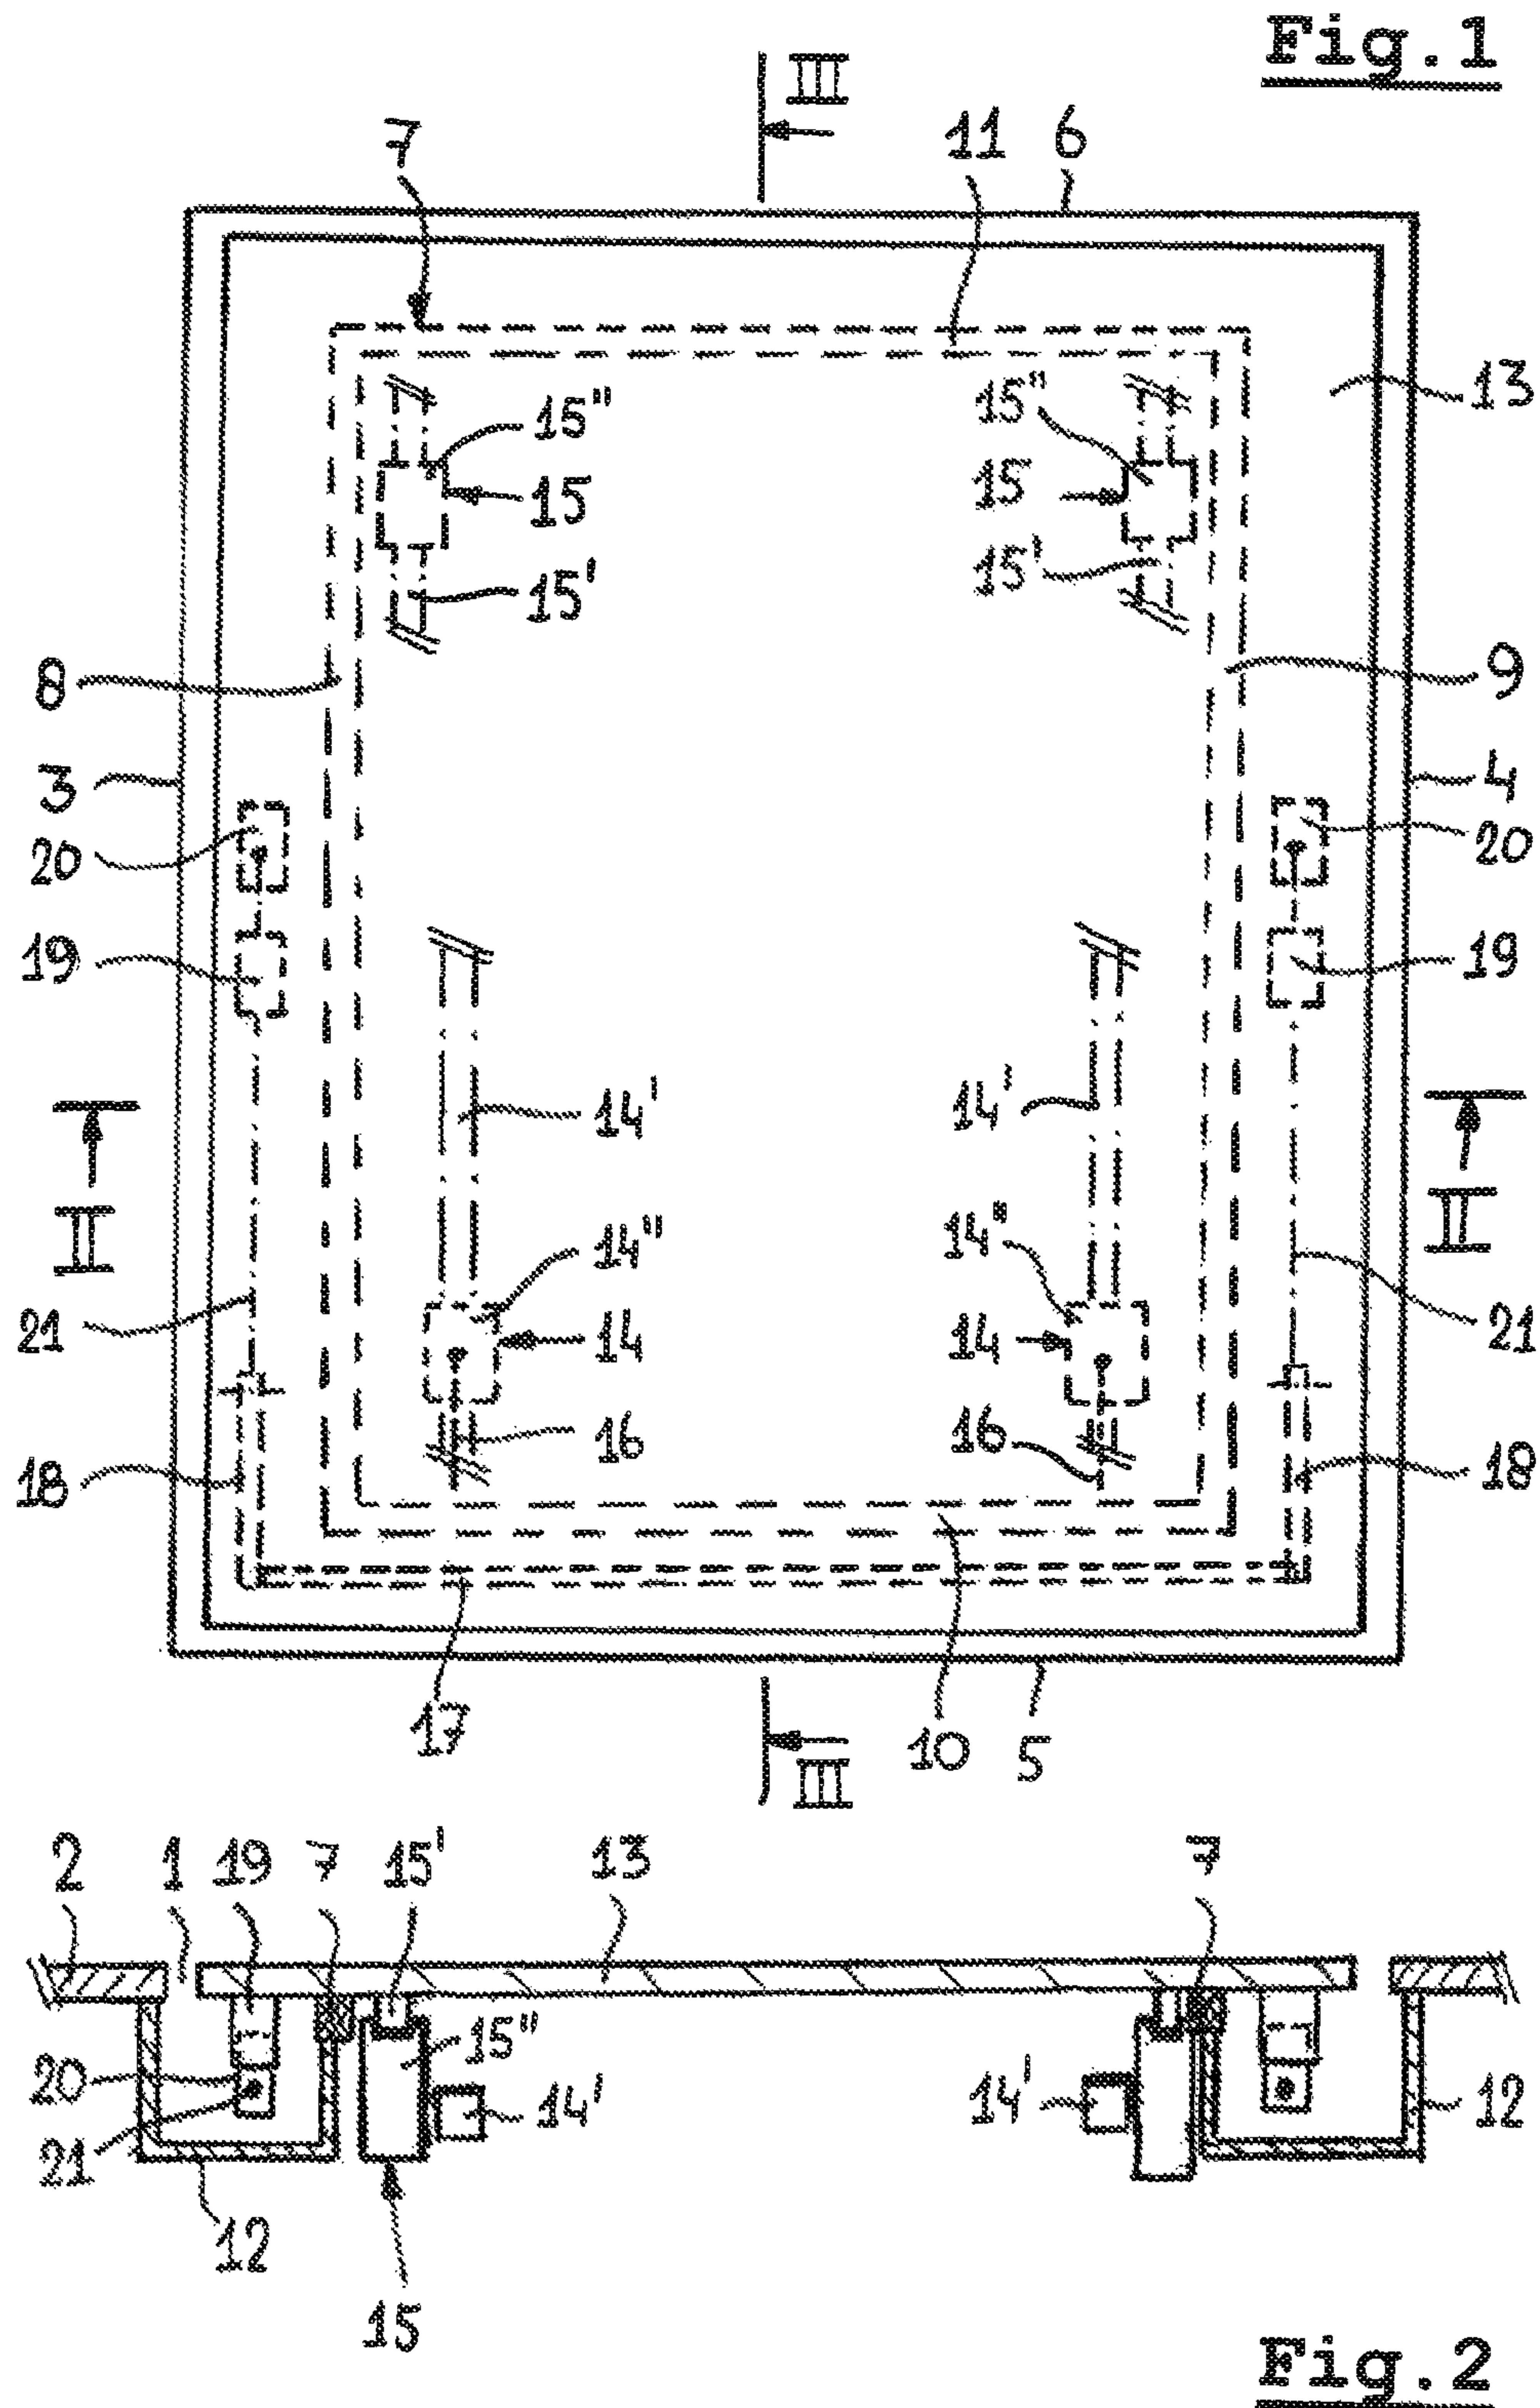 Fig.1
III
7 11 6
13
15" 15"
15 15
15' 15'
8 9
3 4
20 20
19 19
14' 14'
II II
14" 14"
21 14 14 21
16 16
18 18
17 10 5
III
2 1 19 7 15' 13 7
15"
20 14' 14' 12
21
12
15
Fig.2